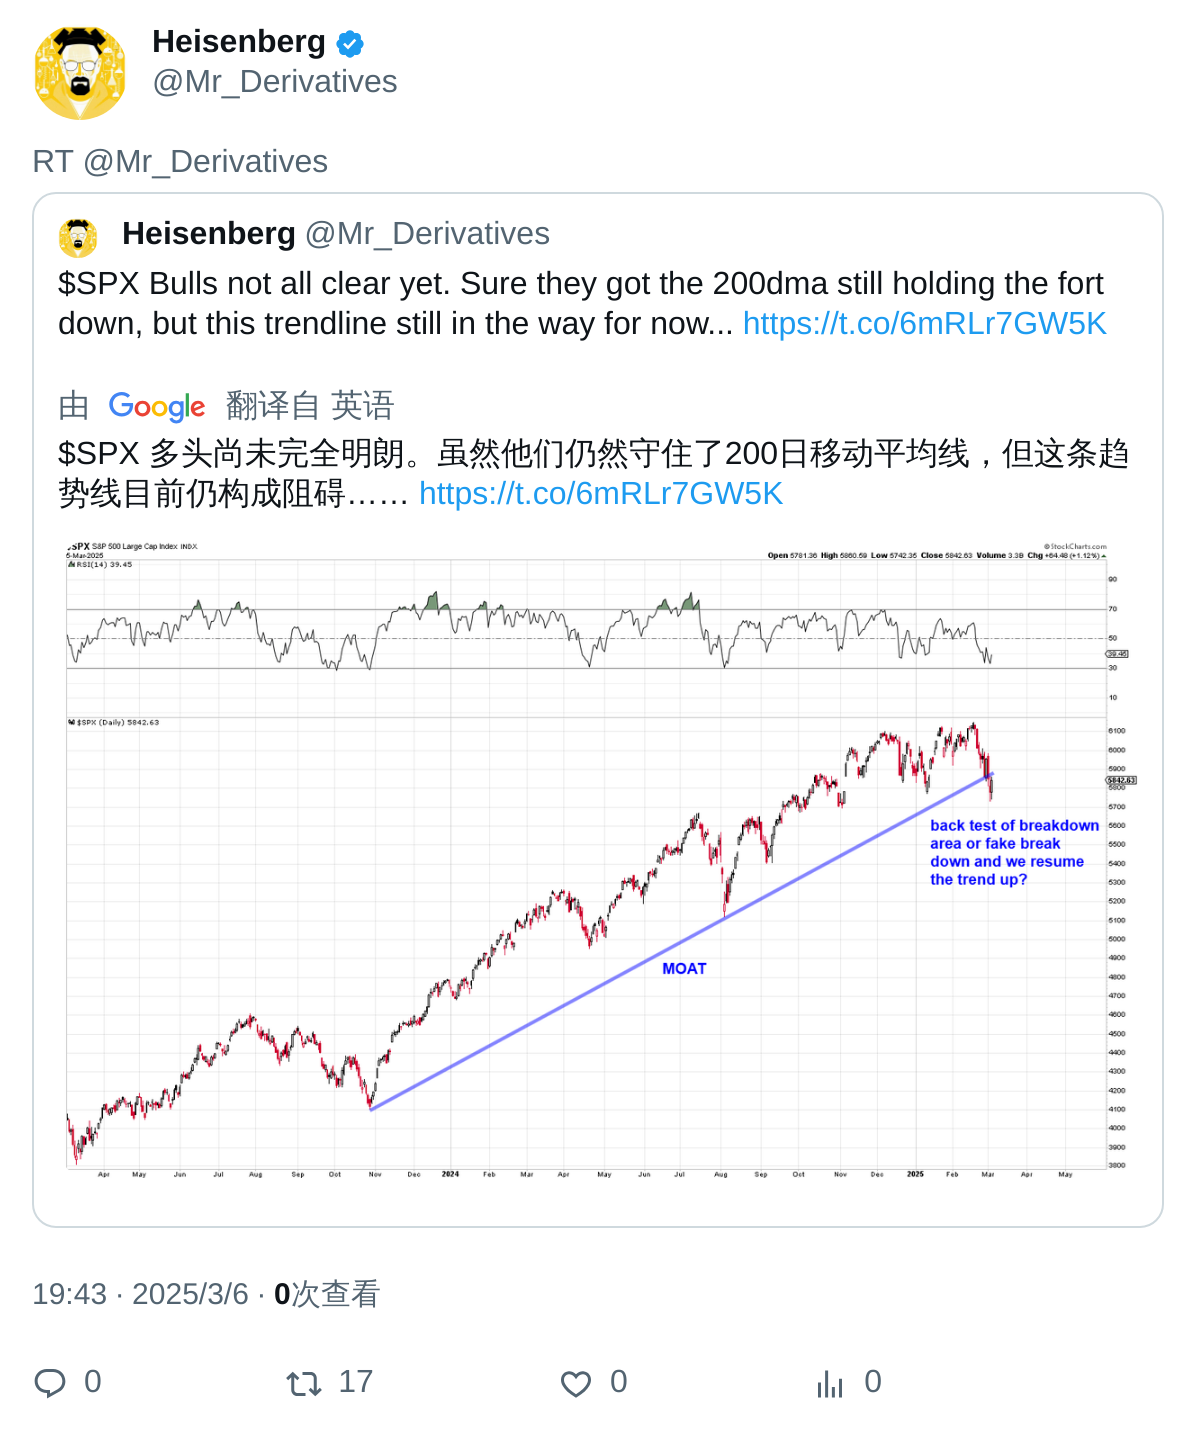 Heisenberg
@Mr_Derivatives
RT @Mr_Derivatives
Heisenberg @Mr_Derivatives
$SPX Bulls not all clear yet. Sure they got the 200dma still holding the fort
down, but this trendline still in the way for now... https://t.co/6mRLr7GW5K
由 Google 翻译自 英语
$SPX 多头尚未完全明朗。虽然他们仍然守住了200日移动平均线，但这条趋
势线目前仍构成阻碍…… https://t.co/6mRLr7GW5K
$SPX S&P 500 Large Cap Index INDX
© StockCharts.com
5-Mar-2025
Open 5781.36 High 5860.59 Low 5742.35 Close 5842.63 Volume 3.3B Chg +64.48 (+1.12%)
RSI(14) 39.45
90
70
50
39.45
30
10
$SPX (Daily) 5842.63
6100
6000
5900
5842.63
5800
5700
5600
5500
5400
5300
5200
5100
5000
4900
4800
4700
4600
4500
4400
4300
4200
4100
4000
3900
3800
back test of breakdown
area or fake break
down and we resume
the trend up?
MOAT
Apr May Jun Jul Aug Sep Oct Nov Dec 2024 Feb Mar Apr May Jun Jul Aug Sep Oct Nov Dec 2025 Feb Mar Apr May
19:43 · 2025/3/6 · 0次查看
0 17 0 0